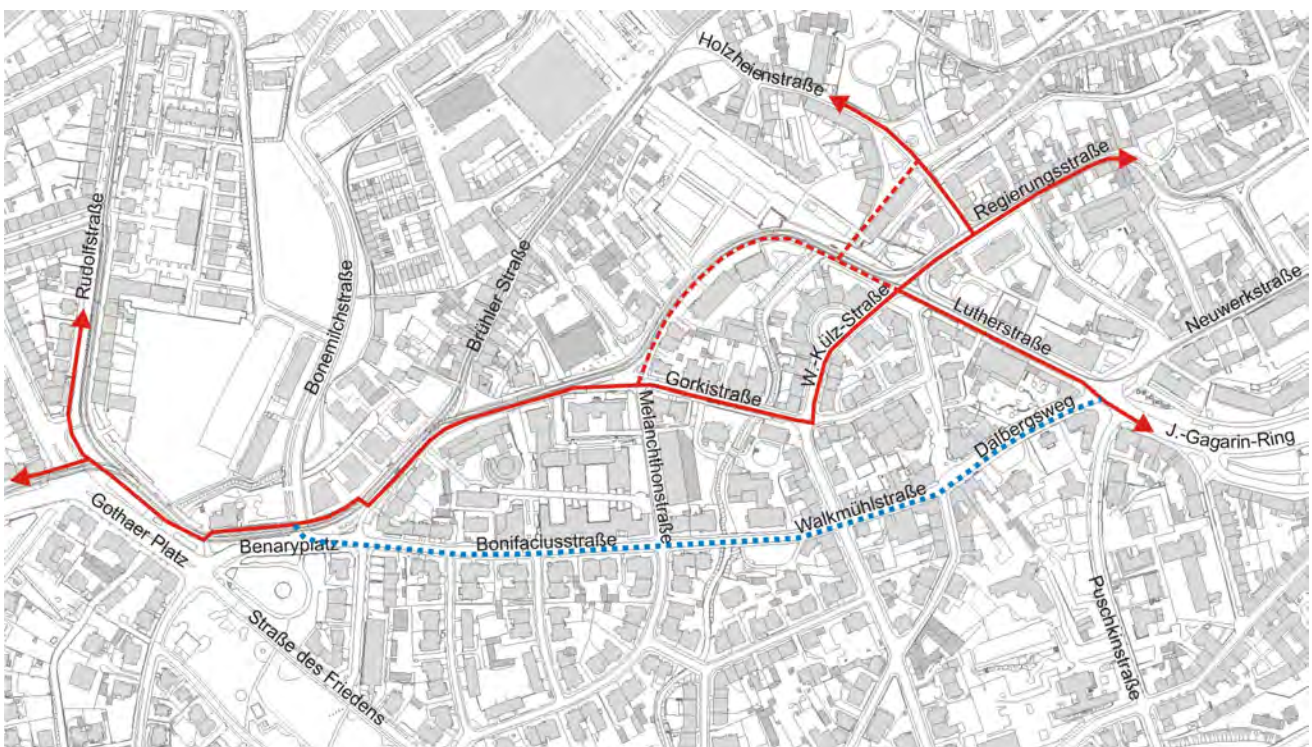 Holzheienstraße
Regierungsstraße
Rudolfstraße
Bonemilchstraße
Brühler Straße
W.-Külz-Straße
Lutherstraße
Neuwerkstraße
Gorkistraße
Melanchthonstraße
Dalbergsweg
J.-Gagarin-Ring
Gothaer Platz
Benaryplatz
Bonifaciusstraße
Walkmühlstraße
Puschkinstraße
Straße des Friedens